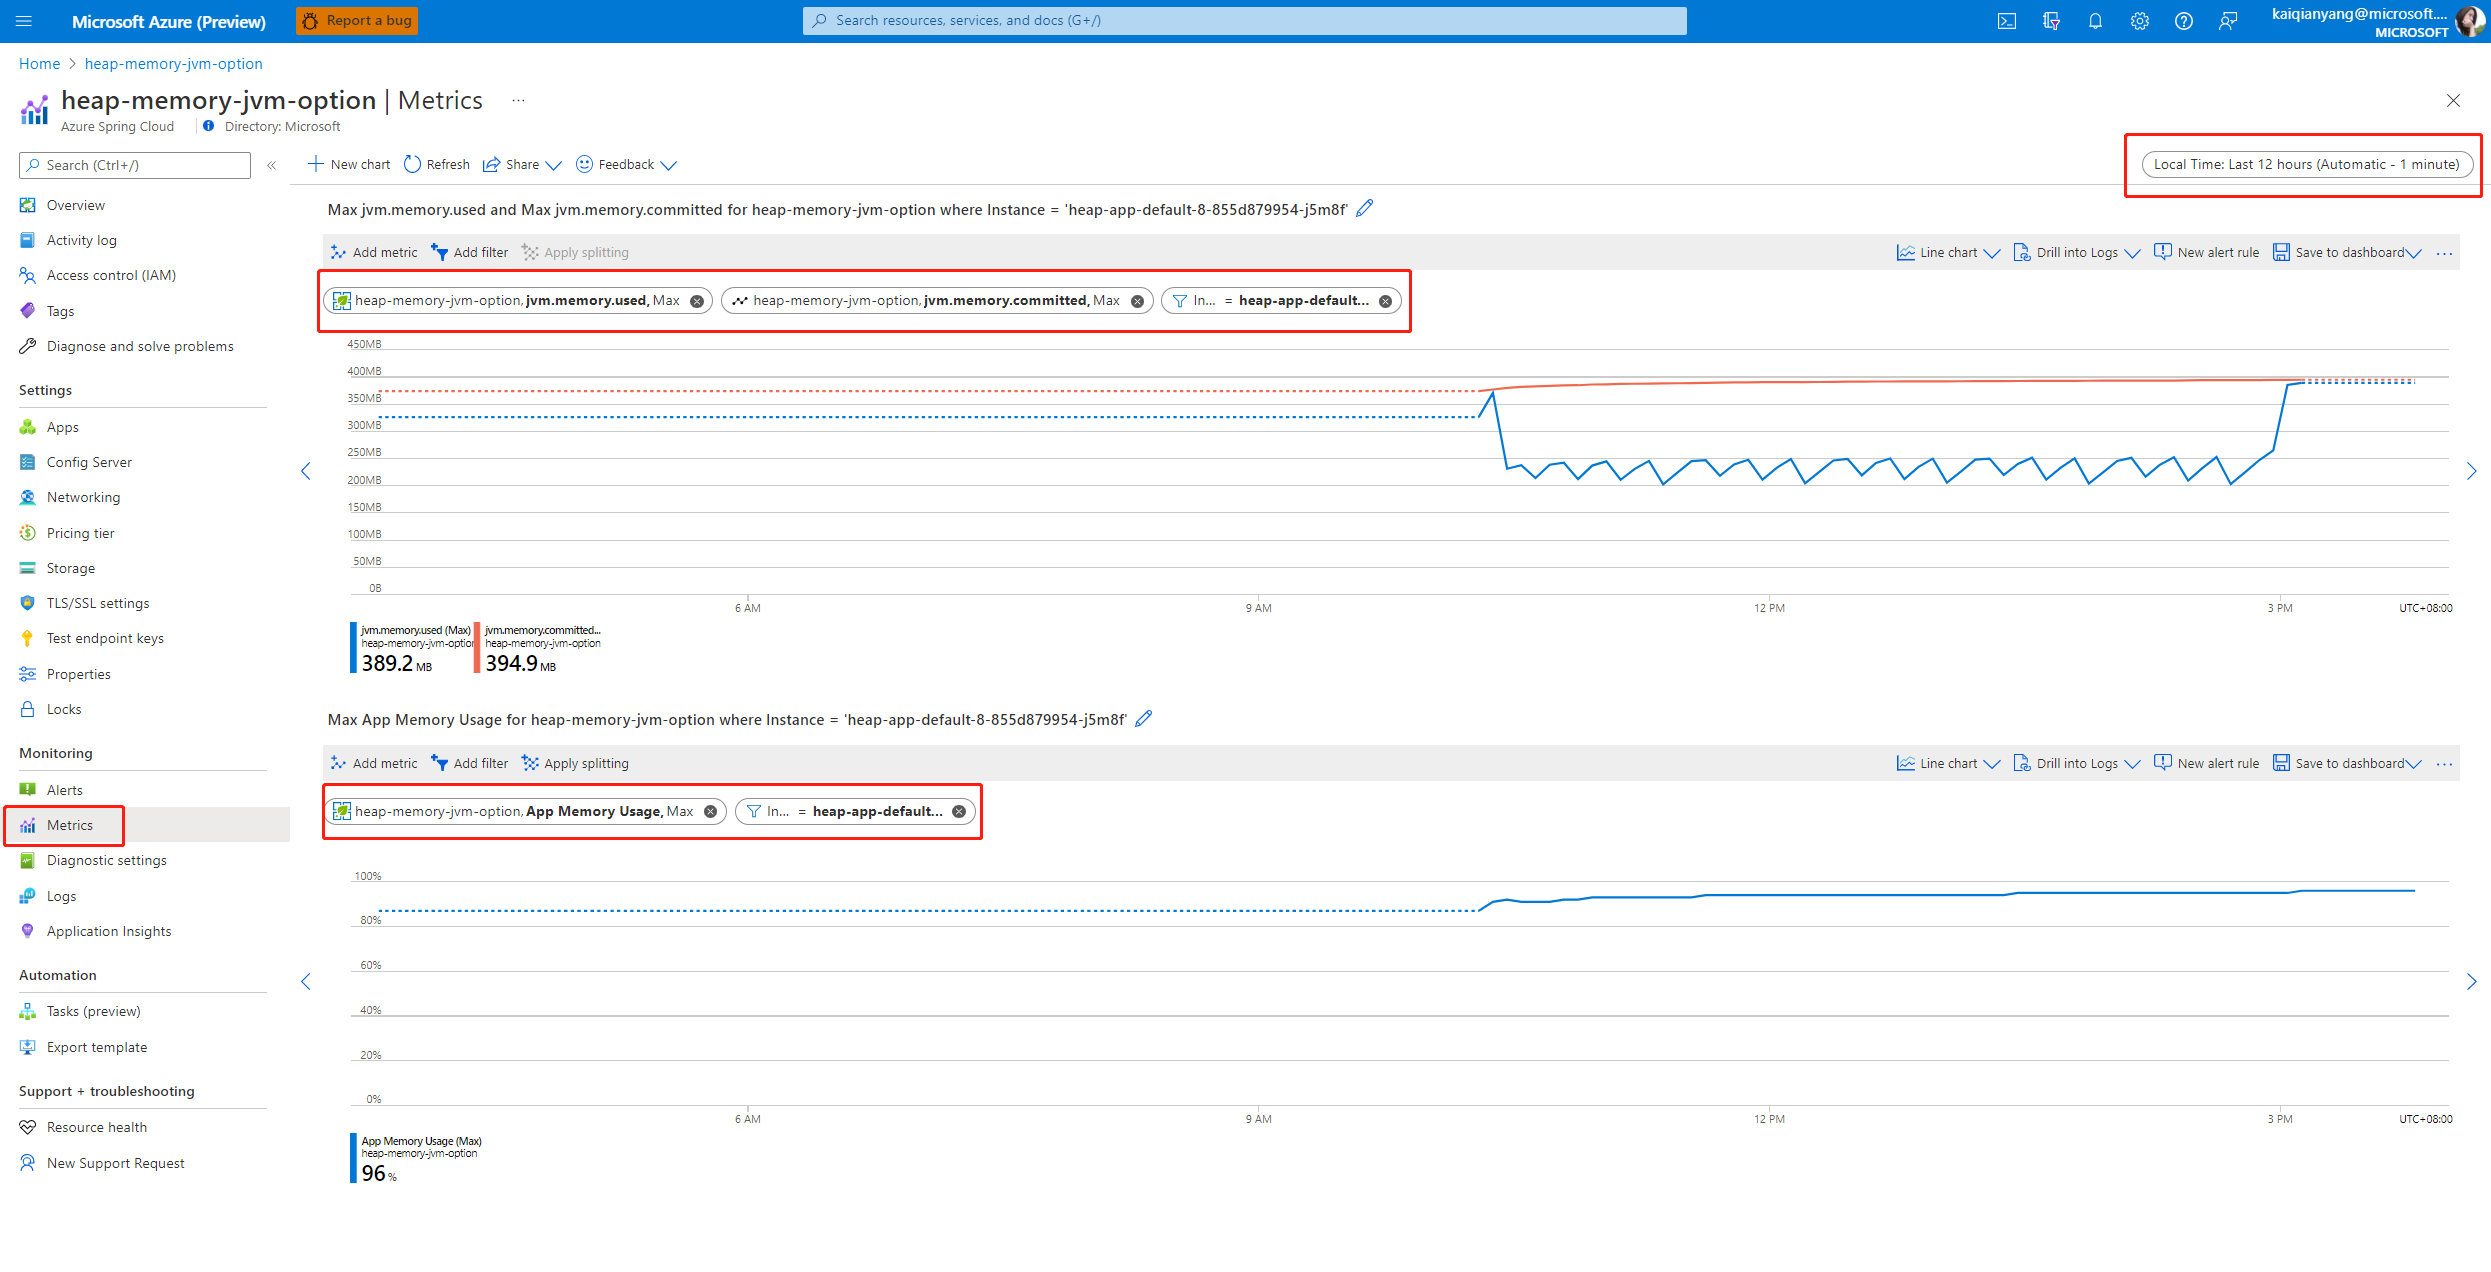 Microsoft Azure (Preview)
Report a bug
Search resources, services, and docs (G+/)
kaiqianyang@microsoft....
MICROSOFT
Home > heap-memory-jvm-option
heap-memory-jvm-option | Metrics ...
Azure Spring Cloud
Directory: Microsoft
Search (Ctrl+/)
«
Overview
Activity log
Access control (IAM)
Tags
Diagnose and solve problems
Settings
Apps
Config Server
Networking
Pricing tier
Storage
TLS/SSL settings
Test endpoint keys
Properties
Locks
Monitoring
Alerts
Metrics
Diagnostic settings
Logs
Application Insights
Automation
Tasks (preview)
Export template
Support + troubleshooting
Resource health
New Support Request
New chart
Refresh
Share
Feedback
Local Time: Last 12 hours (Automatic - 1 minute)
Max jvm.memory.used and Max jvm.memory.committed for heap-memory-jvm-option where Instance = 'heap-app-default-8-855d879954-j5m8f'
Add metric
Add filter
Apply splitting
Line chart
Drill into Logs
New alert rule
Save to dashboard
...
heap-memory-jvm-option, jvm.memory.used, Max
heap-memory-jvm-option, jvm.memory.committed, Max
In... = heap-app-default...
450MB
400MB
350MB
300MB
250MB
200MB
150MB
100MB
50MB
0B
6 AM
9 AM
12 PM
3 PM
UTC+08:00
jvm.memory.used (Max)
heap-memory-jvm-option
389.2 MB
jvm.memory.committed...
heap-memory-jvm-option
394.9 MB
Max App Memory Usage for heap-memory-jvm-option where Instance = 'heap-app-default-8-855d879954-j5m8f'
Add metric
Add filter
Apply splitting
Line chart
Drill into Logs
New alert rule
Save to dashboard
...
heap-memory-jvm-option, App Memory Usage, Max
In... = heap-app-default...
100%
80%
60%
40%
20%
0%
6 AM
9 AM
12 PM
3 PM
UTC+08:00
App Memory Usage (Max)
heap-memory-jvm-option
96 %